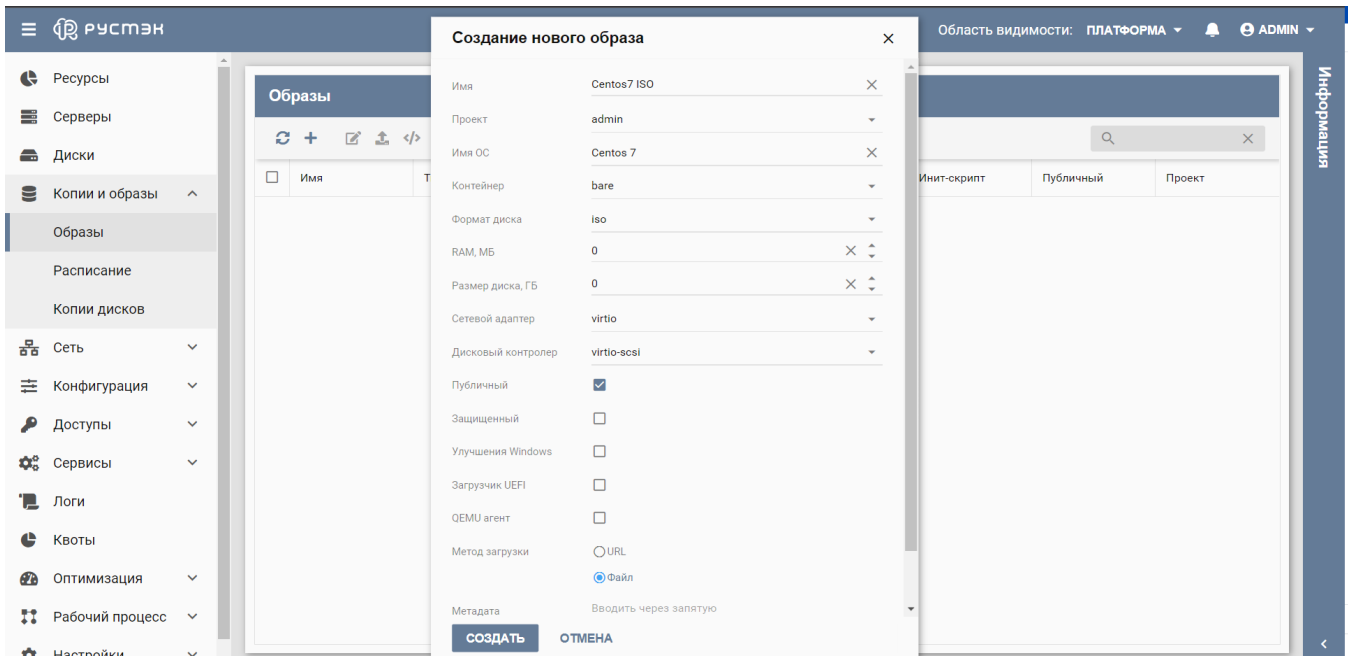 РУСТЭК
Область видимости: ПЛАТФОРМА
ADMIN
Ресурсы
Серверы
Диски
Копии и образы
Образы
Расписание
Копии дисков
Сеть
Конфигурация
Доступы
Сервисы
Логи
Квоты
Оптимизация
Рабочий процесс
Настройки
Образы
Имя
Т
Инит-скрипт
Публичный
Проект
Создание нового образа
Имя
Centos7 ISO
Проект
admin
Имя ОС
Centos 7
Контейнер
bare
Формат диска
iso
RAM, МБ
0
Размер диска, ГБ
0
Сетевой адаптер
virtio
Дисковый контролер
virtio-scsi
Публичный
Защищенный
Улучшения Windows
Загрузчик UEFI
QEMU агент
Метод загрузки
URL
Файл
Метадата
Вводить через запятую
СОЗДАТЬ
ОТМЕНА
Информация